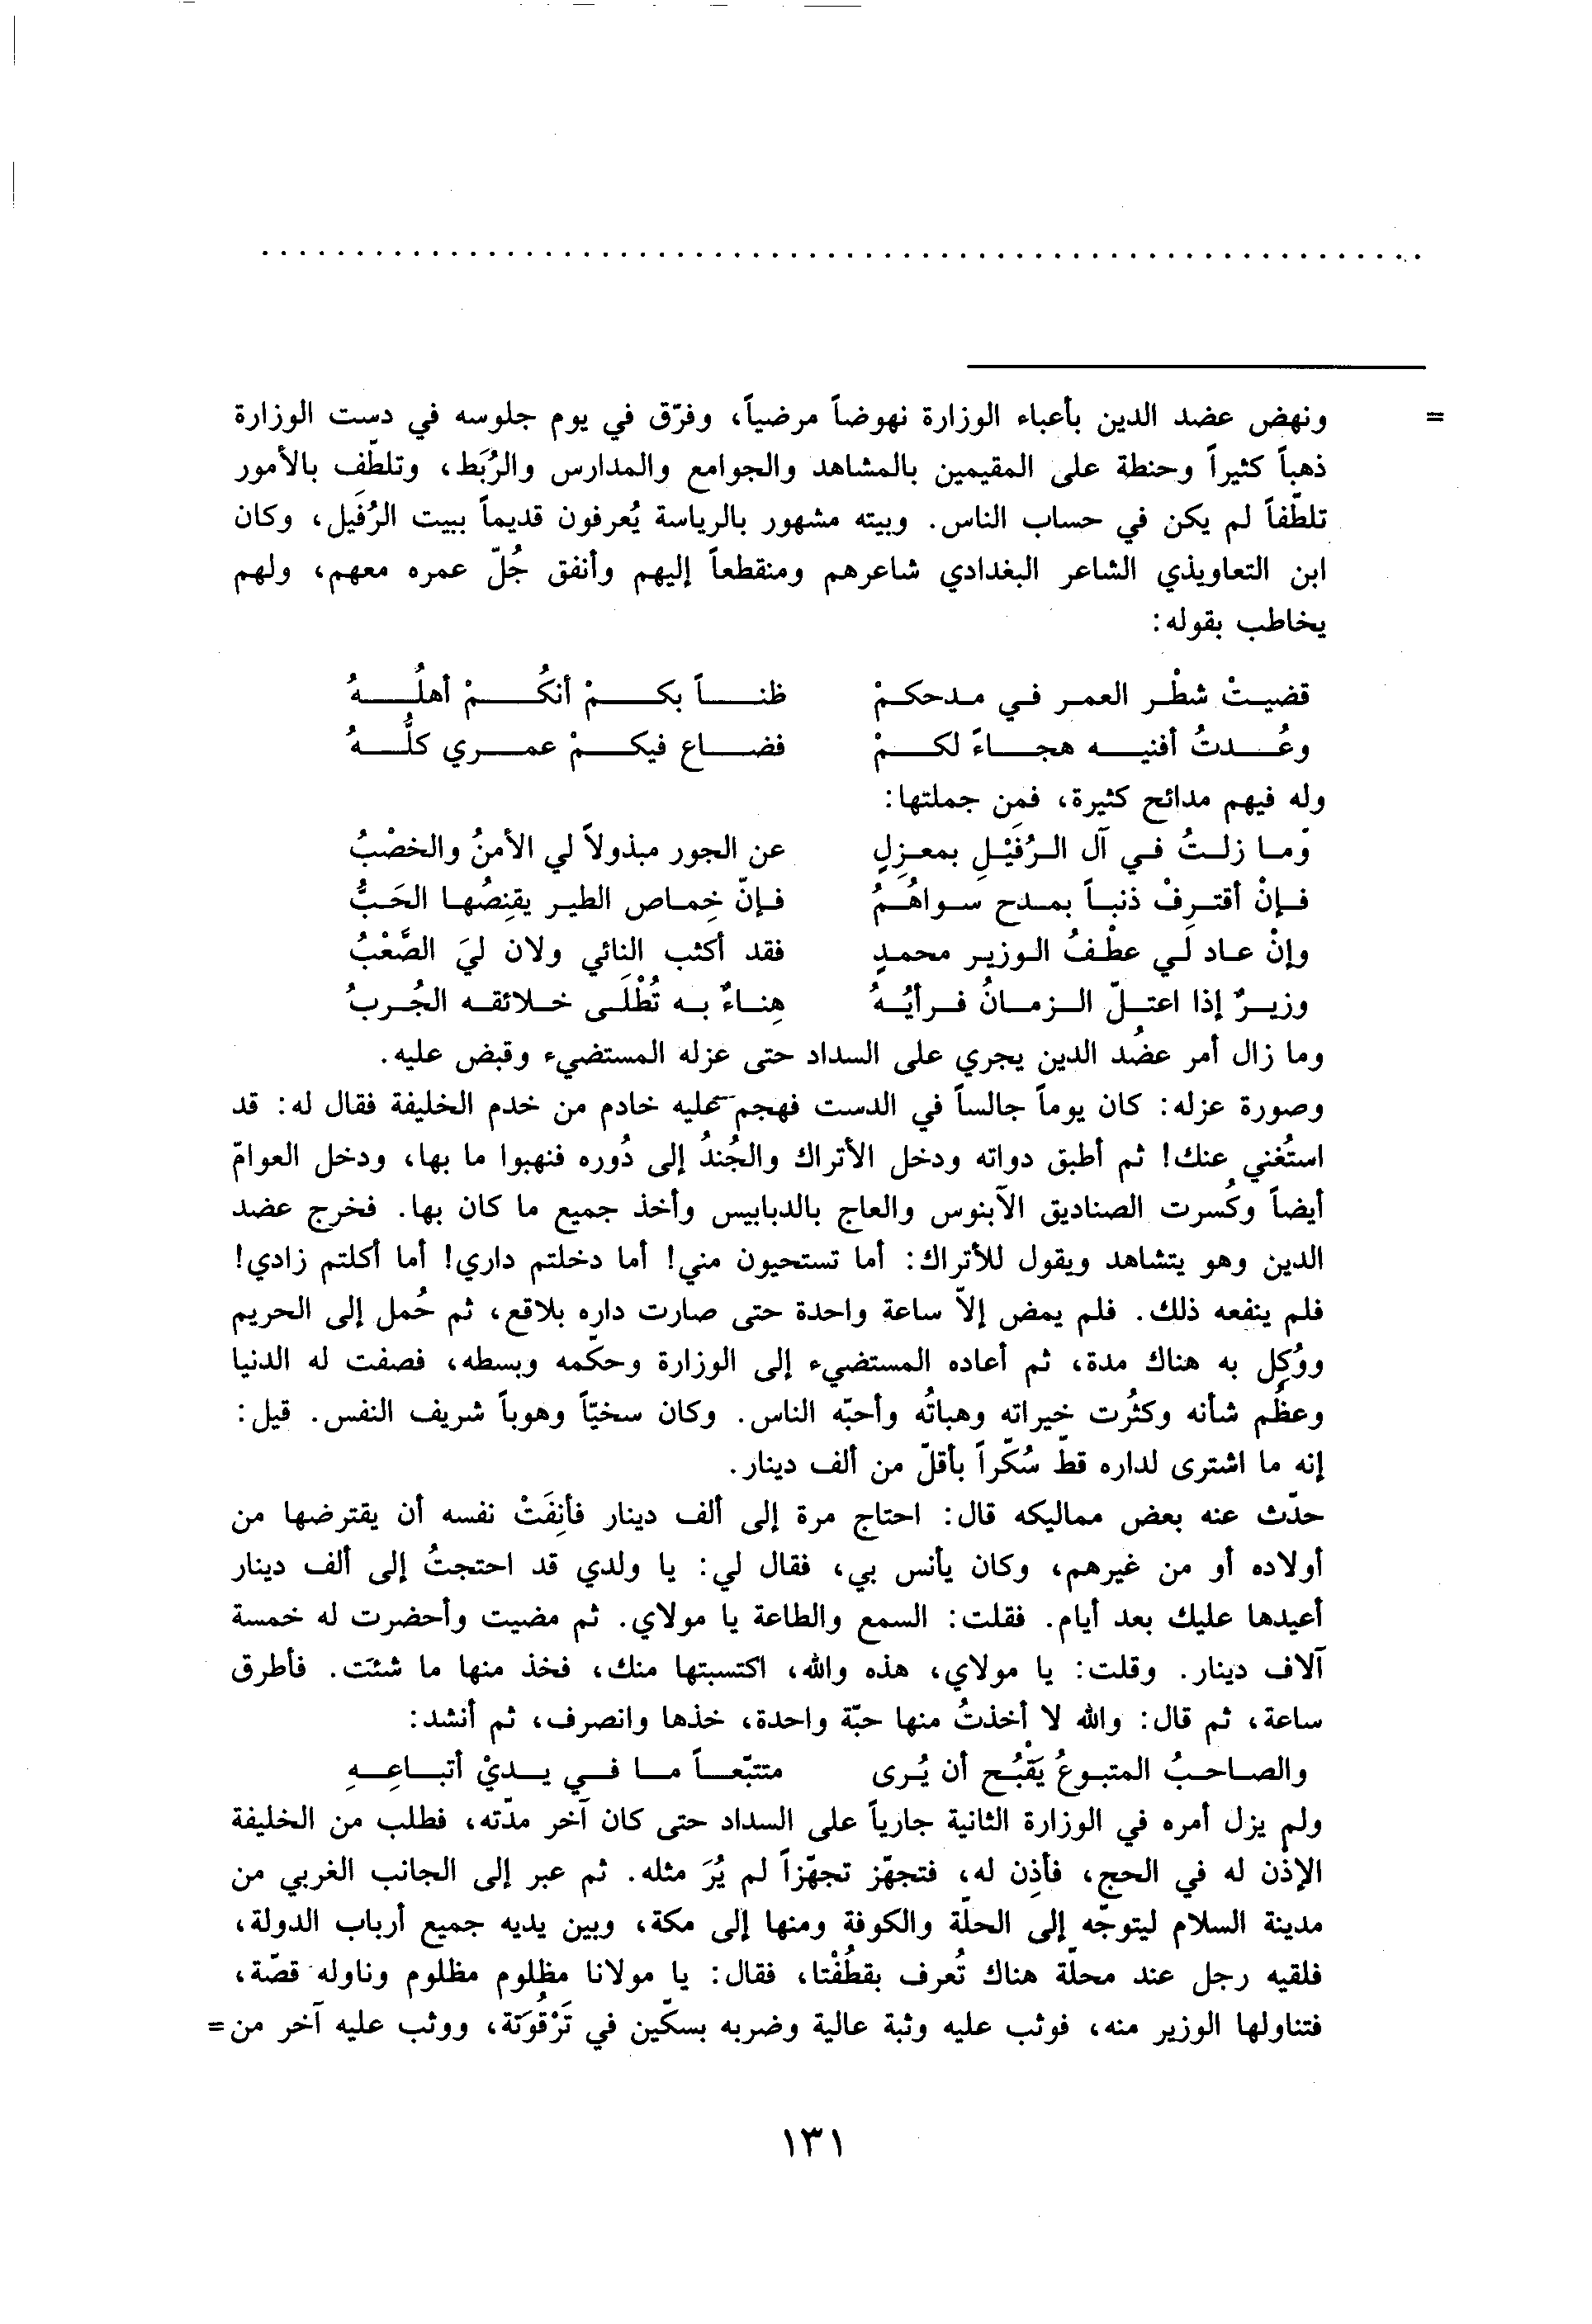 = ونهض عضد الدين بأعباء الوزارة نهوضاً مرضياً، وفرّق في يوم جلوسه في دست الوزارة
ذهباً كثيراً وحنطة على المقيمين بالمشاهد والجوامع والمدارس والرُبَط، وتلطّف بالأمور
تلطّفاً لم يكن في حساب الناس. وبيته مشهور بالرياسة يُعرفون قديماً ببيت الرُفَيل، وكان
ابن التعاويذي الشاعر البغدادي شاعرهم ومنقطعاً إليهم وأنفق جُلّ عمره معهم، ولهم
يخاطب بقوله:
قضيتْ شطْر العمر في مدحكمْ ظناً بكمْ أنكُمْ أهلُهُ
وعُدتُ أفنيه هجاءً لكمْ فضاع فيكمْ عمري كلُّهُ
وله فيهم مدائح كثيرة، فمِن جملتها:
وما زلتُ في آل الرُفَيْلِ بمعزِلٍ عن الجور مبذولاً لي الأمنُ والخصْبُ
فإنْ أقترِفْ ذنباً بمدح سواهُمُ فإنّ خِماص الطير يقنِصُها الحَبُّ
وإنْ عاد لَي عطْفُ الوزير محمدٍ فقد أكثب النائي ولان ليَ الصَّعْبُ
وزيرٌ إذا اعتلّ الزمانُ فرأيُهُ هِناءٌ به تُطْلَى خلائقه الجُربُ
وما زال أمر عضُد الدين يجري على السداد حتى عزله المستضيء وقبض عليه.
وصورة عزله: كان يوماً جالساً في الدست فهجم عليه خادم من خدم الخليفة فقال له: قد
استُغني عنك! ثم أطبق دواته ودخل الأتراك والجُندُ إلى دُوره فنهبوا ما بها، ودخل العوامّ
أيضاً وكُسرت الصناديق الآبنوس والعاج بالدبابيس وأخذ جميع ما كان بها. فخرج عضد
الدين وهو يتشاهد ويقول للأتراك: أما تستحيون مني! أما دخلتم داري! أما أكلتم زادي!
فلم ينفعه ذلك. فلم يمض إلاّ ساعة واحدة حتى صارت داره بلاقع، ثم حُمل إلى الحريم
ووُكِل به هناك مدة، ثم أعاده المستضيء إلى الوزارة وحكّمه وبسطه، فصفت له الدنيا
وعظُم شأنه وكثُرت خيراته وهباتُه وأحبّه الناس. وكان سخيّاً وهوباً شريف النفس. قيل:
إنه ما اشترى لداره قطّ سُكّراً بأقلّ من ألف دينار.
حدّث عنه بعض مماليكه قال: احتاج مرة إلى ألف دينار فأنِفَتْ نفسه أن يقترضها من
أولاده أو من غيرهم، وكان يأنس بي، فقال لي: يا ولدي قد احتجتُ إلى ألف دينار
أعيدها عليك بعد أيام. فقلت: السمع والطاعة يا مولاي. ثم مضيت وأحضرت له خمسة
آلاف دينار. وقلت: يا مولاي، هذه والله، اكتسبتها منك، فخذ منها ما شئت. فأطرق
ساعة، ثم قال: والله لا أخذتُ منها حبّة واحدة، خذها وانصرف، ثم أنشد:
والصاحبُ المتبوعُ يَقْبُح أن يُرى متتبّعاً ما في يديْ أتباعِهِ
ولم يزل أمره في الوزارة الثانية جارياً على السداد حتى كان آخر مدّته، فطلب من الخليفة
الإذْن له في الحج، فأذِن له، فتجهّز تجهّزاً لم يُرَ مثله. ثم عبر إلى الجانب الغربي من
مدينة السلام ليتوجّه إلى الحلّة والكوفة ومنها إلى مكة، وبين يديه جميع أرباب الدولة،
فلقيه رجل عند محلّة هناك تُعرف بقطُفْتا، فقال: يا مولانا مظلوم مظلوم وناوله قصّة،
فتناولها الوزير منه، فوثب عليه وثبة عالية وضربه بسكّين في تَرْقُوَتة، ووثب عليه آخر من =
١٣١